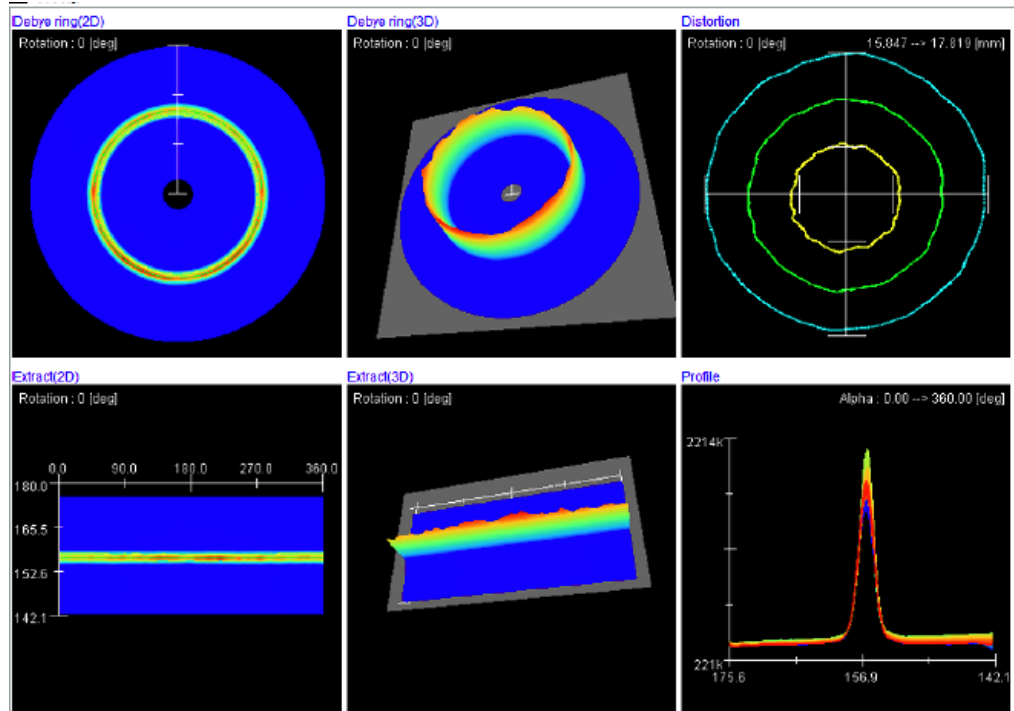 Debye ring(2D)
Rotation : 0 [deg]
Debye ring(3D)
Rotation : 0 [deg]
Distortion
Rotation : 0 [deg]
15.847 --> 17.819 [mm]
Extract(2D)
Rotation : 0 [deg]
0.0 90.0 180.0 270.0 360.0
180.0
165.5
152.6
142.1
Extract(3D)
Rotation : 0 [deg]
Profile
Alpha : 0.00 --> 360.00 [deg]
2214k
221k
175.6 156.9 142.1